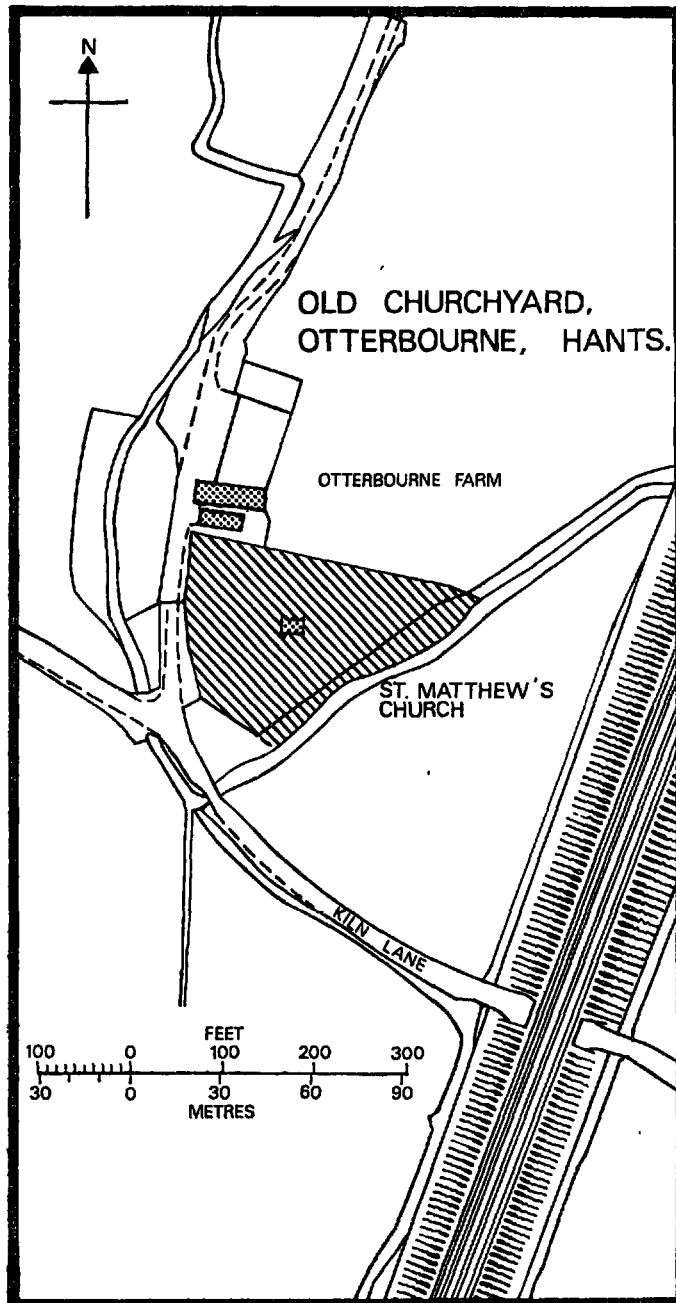 N
OLD CHURCHYARD,
OTTERBOURNE, HANTS.
OTTERBOURNE FARM
ST. MATTHEW'S
CHURCH
KILN LANE
FEET
100 0 100 200 300
30 0 30 60 90
METRES